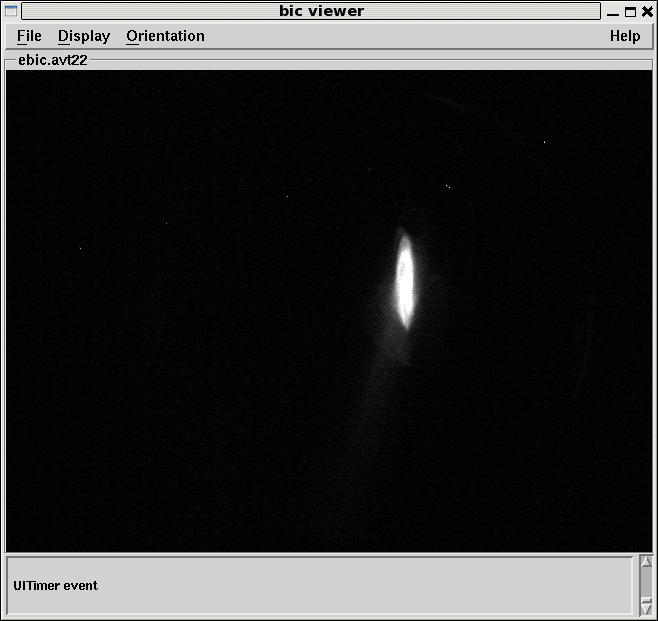 bic viewer
File Display Orientation Help
ebic.avt22
UITimer event